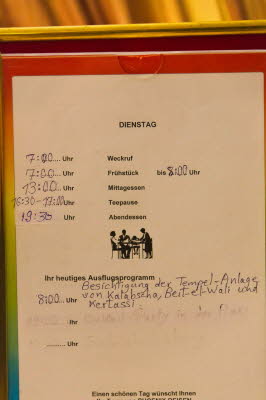 DIENSTAG
7:00... Uhr Weckruf
7:00... Uhr Frühstück bis 8:00 Uhr
13:00... Uhr Mittagessen
16:30-17:00 Uhr Teepause
19:30 Uhr Abendessen
Ihr heutiges Ausflugsprogramm
Besichtigung der Tempel-Anlage
8:00. Uhr von Kalabscha, Beit-el-Wali und
Kertassi.
Uhr
......... Uhr
Einen schönen Tag wünscht Ihnen